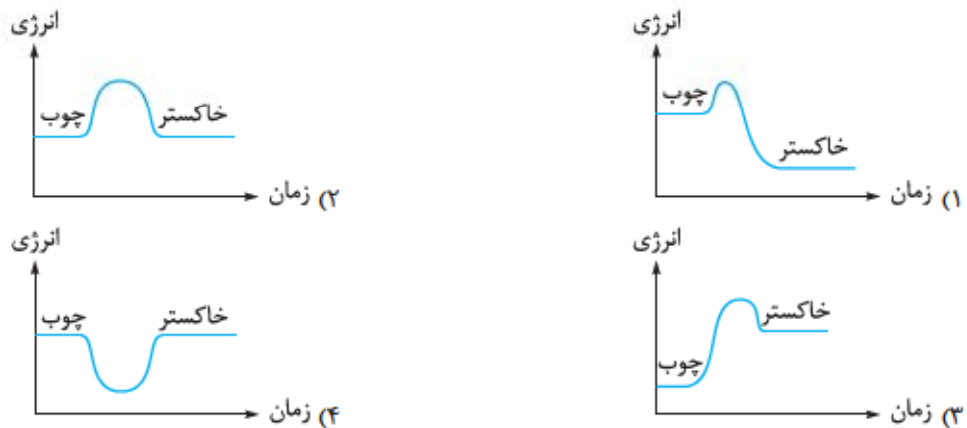 انرژی
چوب
خاکستر
۱) زمان
انرژی
چوب
خاکستر
۲) زمان
انرژی
خاکستر
چوب
۳) زمان
انرژی
چوب
خاکستر
۴) زمان